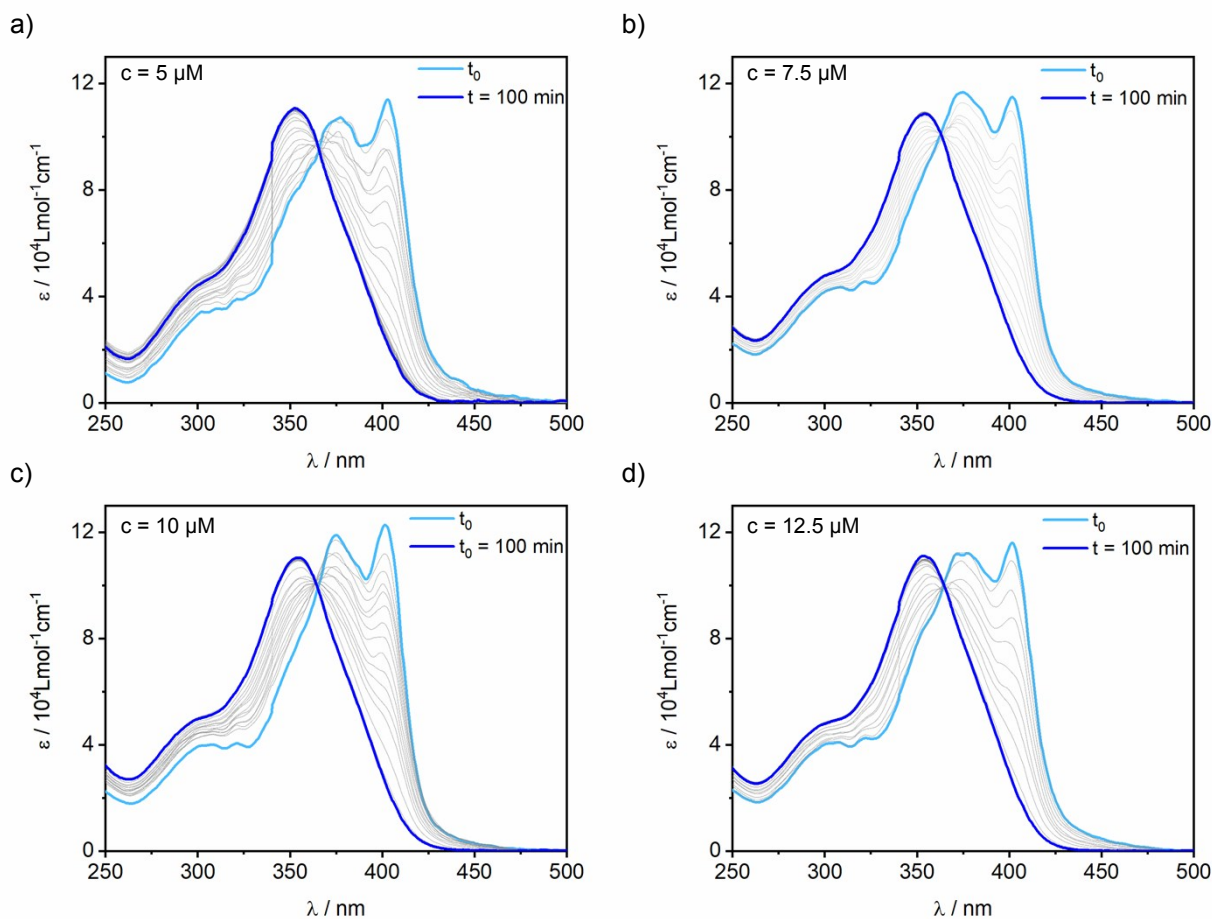 a)
c = 5 µM
t₀
t = 100 min
ε / 10⁴Lmol⁻¹cm⁻¹
12
8
4
0
250 300 350 400 450 500
λ / nm
b)
c = 7.5 µM
t₀
t = 100 min
ε / 10⁴Lmol⁻¹cm⁻¹
12
8
4
0
250 300 350 400 450 500
λ / nm
c)
c = 10 µM
t₀
t₀ = 100 min
ε / 10⁴Lmol⁻¹cm⁻¹
12
8
4
0
250 300 350 400 450 500
λ / nm
d)
c = 12.5 µM
t₀
t = 100 min
ε / 10⁴Lmol⁻¹cm⁻¹
12
8
4
0
250 300 350 400 450 500
λ / nm